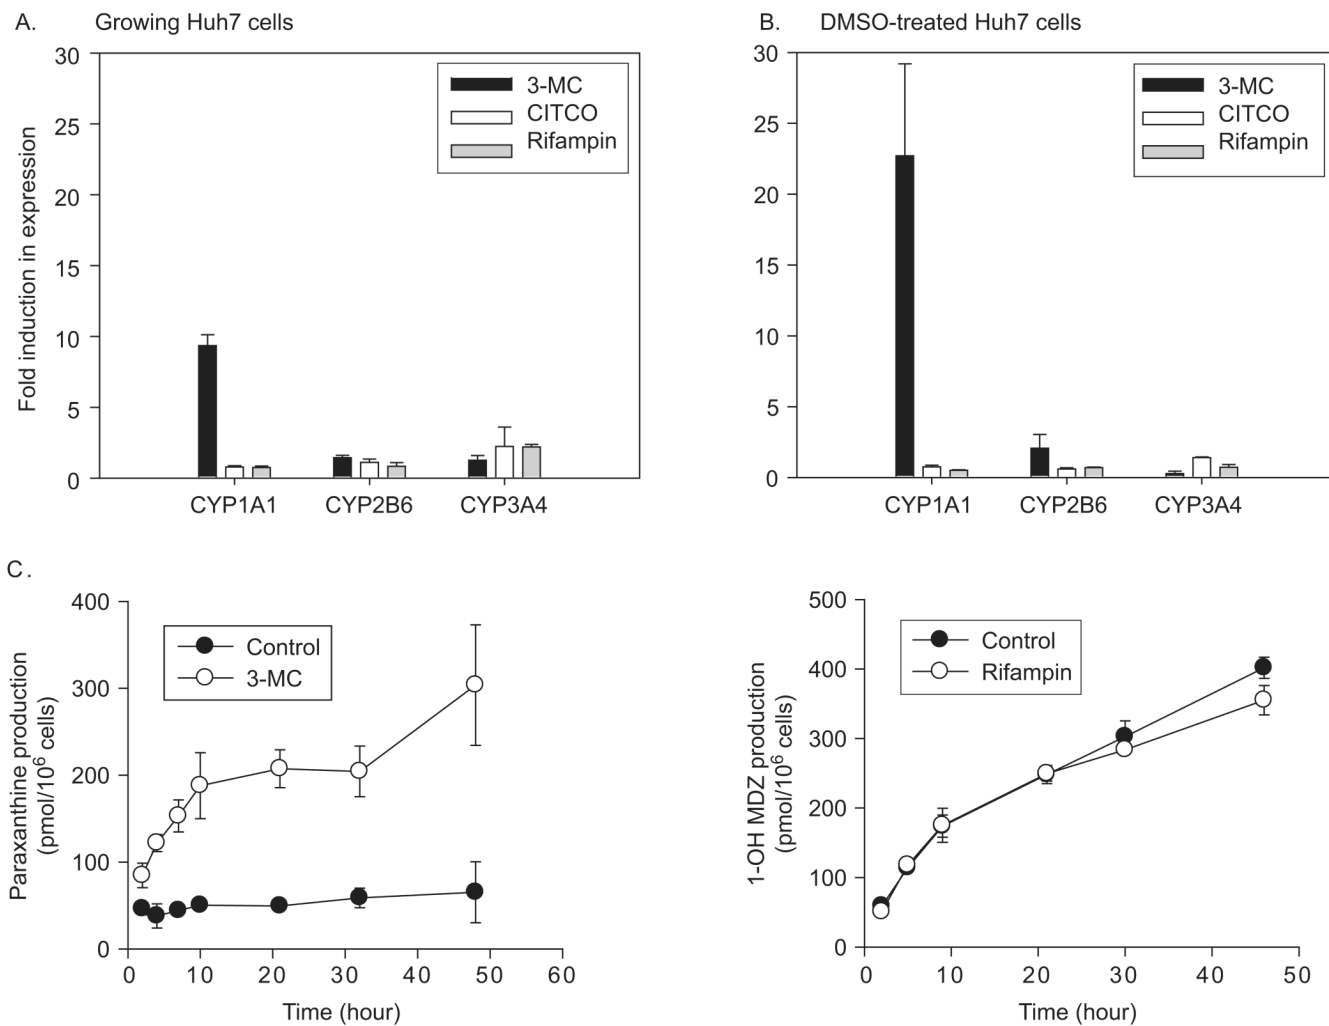 A. Growing Huh7 cells
30
25
20
15
10
5
0
Fold induction in expression
3-MC
CITCO
Rifampin
CYP1A1 CYP2B6 CYP3A4
B. DMSO-treated Huh7 cells
30
25
20
15
10
5
0
3-MC
CITCO
Rifampin
CYP1A1 CYP2B6 CYP3A4
C.
400
300
200
100
0
Paraxanthine production
(pmol/10⁶ cells)
Control
3-MC
0 10 20 30 40 50 60
Time (hour)
500
400
300
200
100
0
1-OH MDZ production
(pmol/10⁶ cells)
Control
Rifampin
0 10 20 30 40 50
Time (hour)